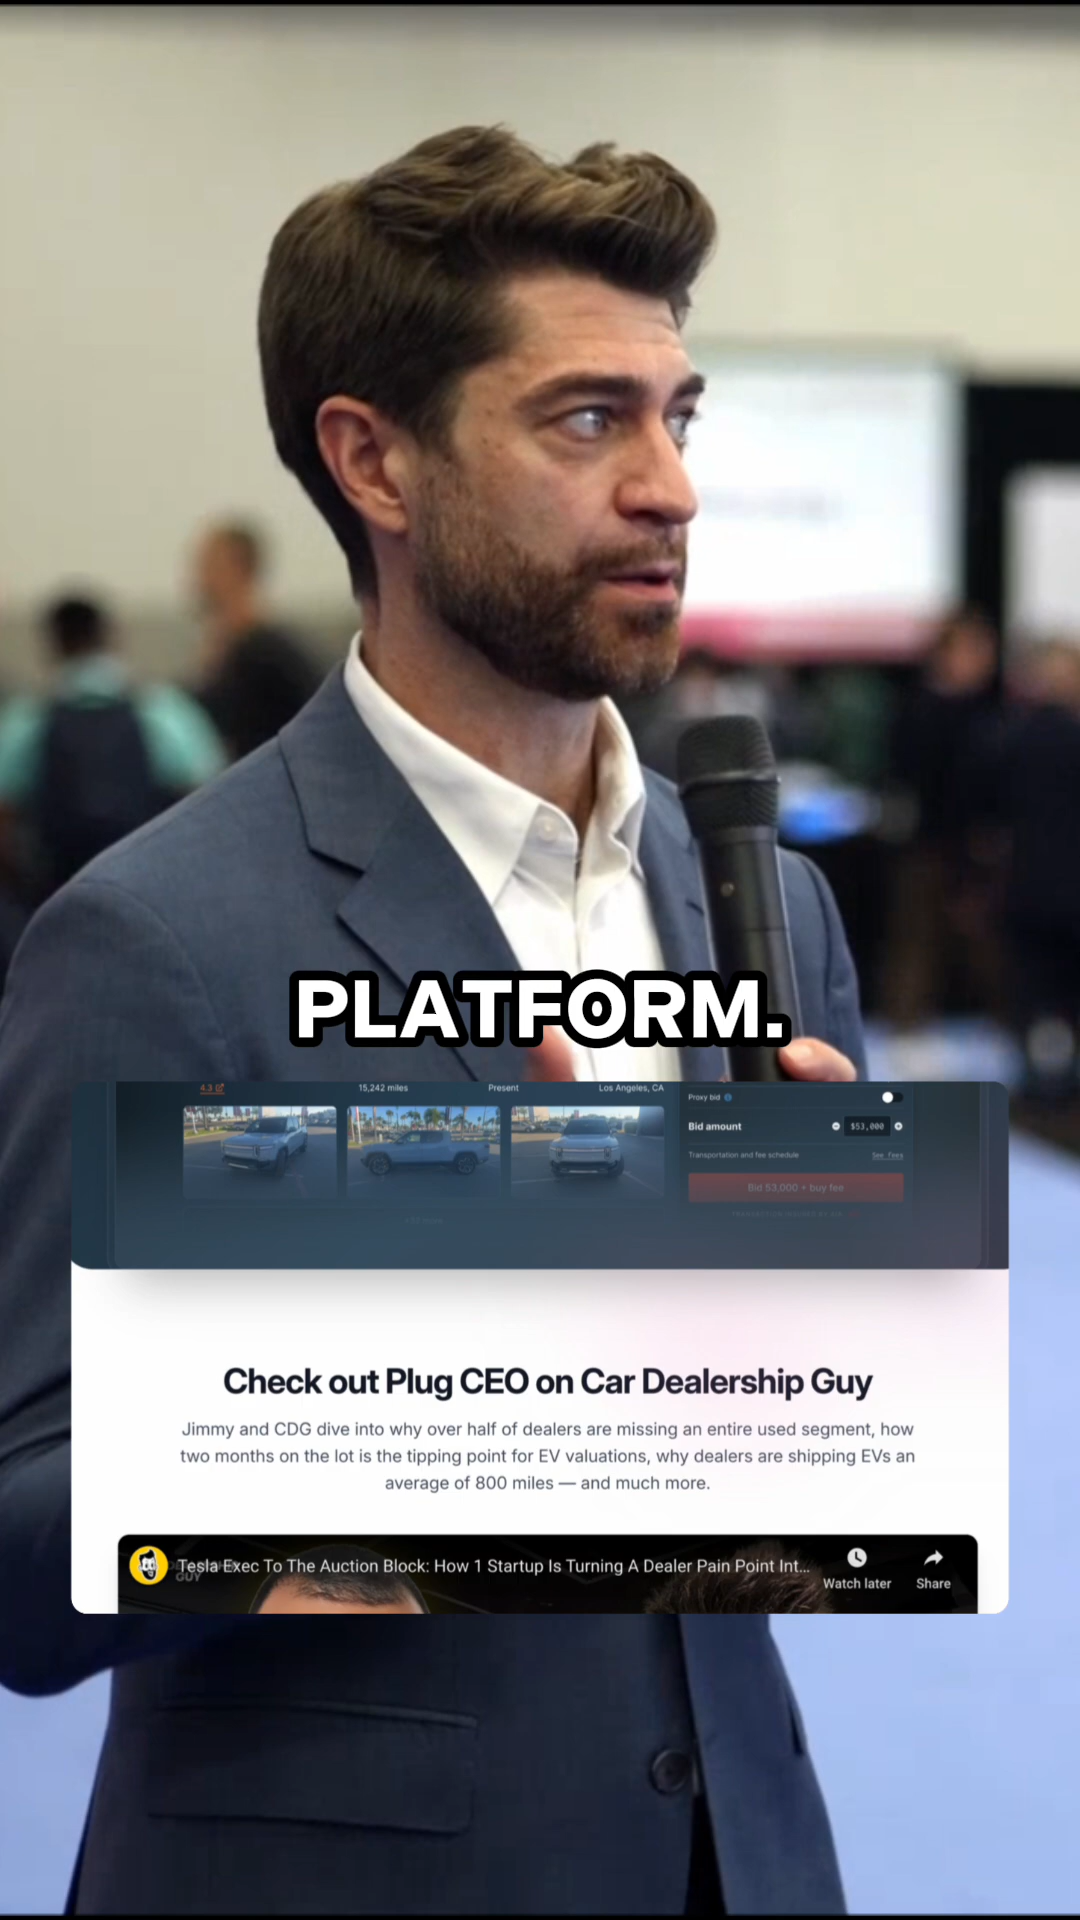 PLATFORM.
4.3
15,242 miles
Present
Los Angeles, CA
Proxy bid
Bid amount
$53,000
Transportation and fee schedule
See fees
Bid 53,000 + buy fee
Check out Plug CEO on Car Dealership Guy
Jimmy and CDG dive into why over half of dealers are missing an entire used segment, how
two months on the lot is the tipping point for EV valuations, why dealers are shipping EVs an
average of 800 miles — and much more.
Tesla Exec To The Auction Block: How 1 Startup Is Turning A Dealer Pain Point Int...
GUY
Watch later
Share